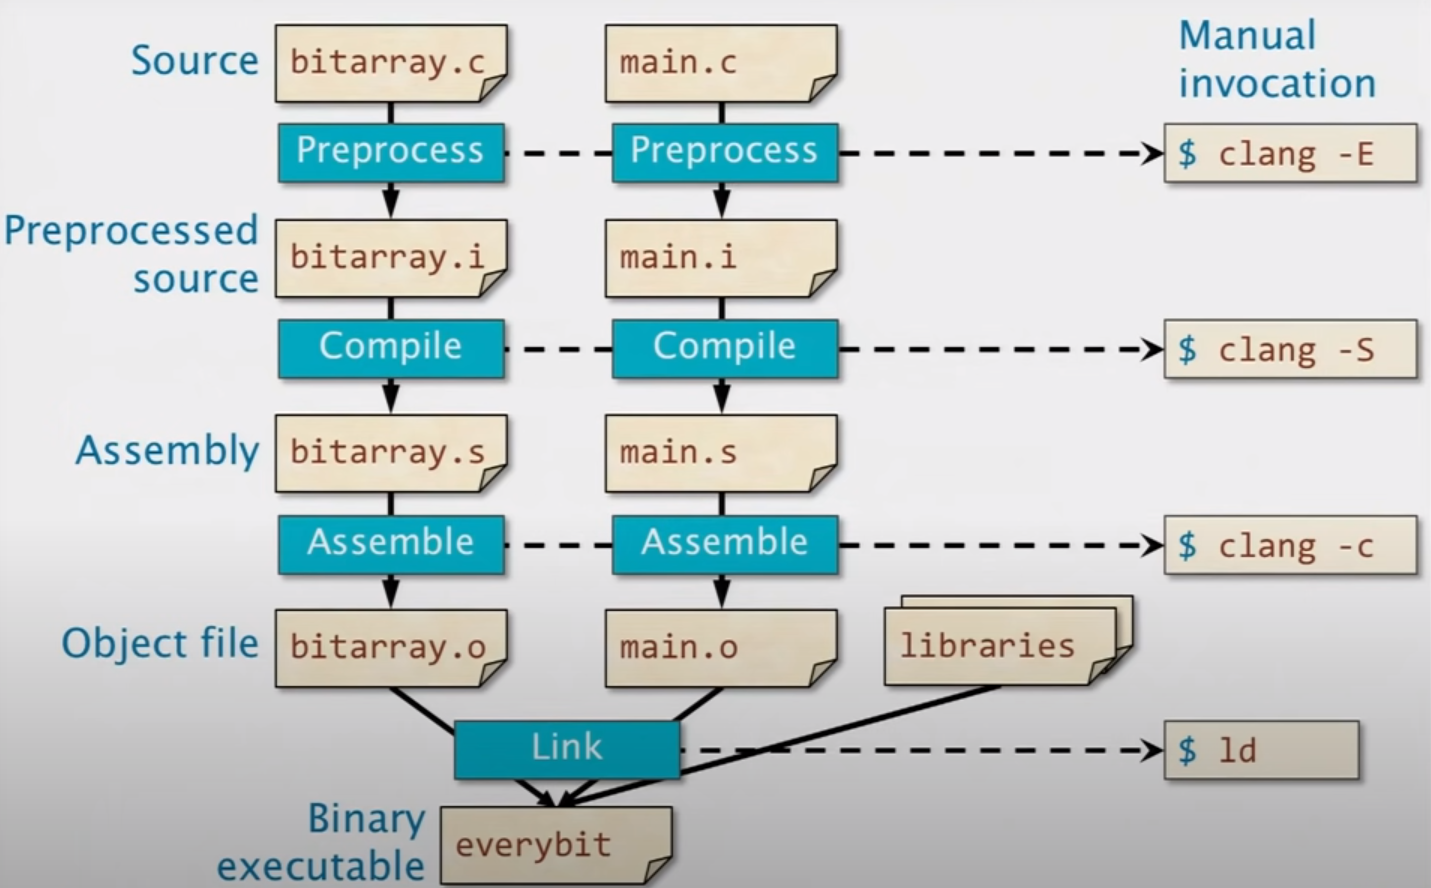 Source
bitarray.c
main.c
Manual
invocation
Preprocess
Preprocess
$ clang -E
Preprocessed
source
bitarray.i
main.i
Compile
Compile
$ clang -S
Assembly
bitarray.s
main.s
Assemble
Assemble
$ clang -c
Object file
bitarray.o
main.o
libraries
Link
$ ld
Binary
executable
everybit